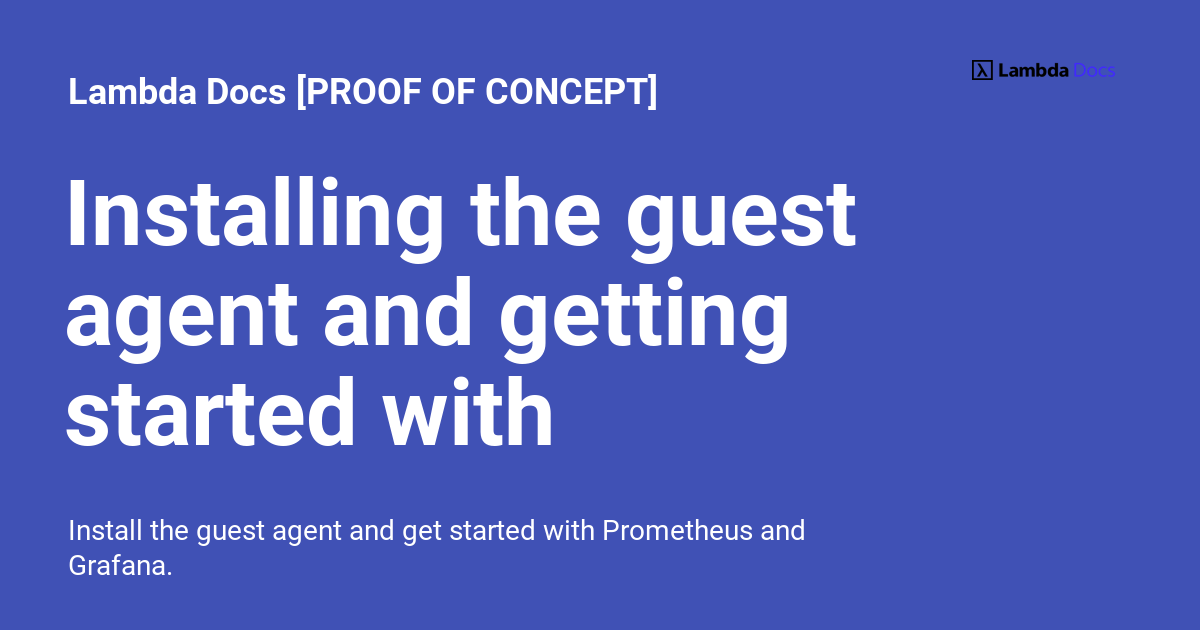 Lambda Docs [PROOF OF CONCEPT]
λ Lambda Docs
Installing the guest
agent and getting
started with
Install the guest agent and get started with Prometheus and
Grafana.